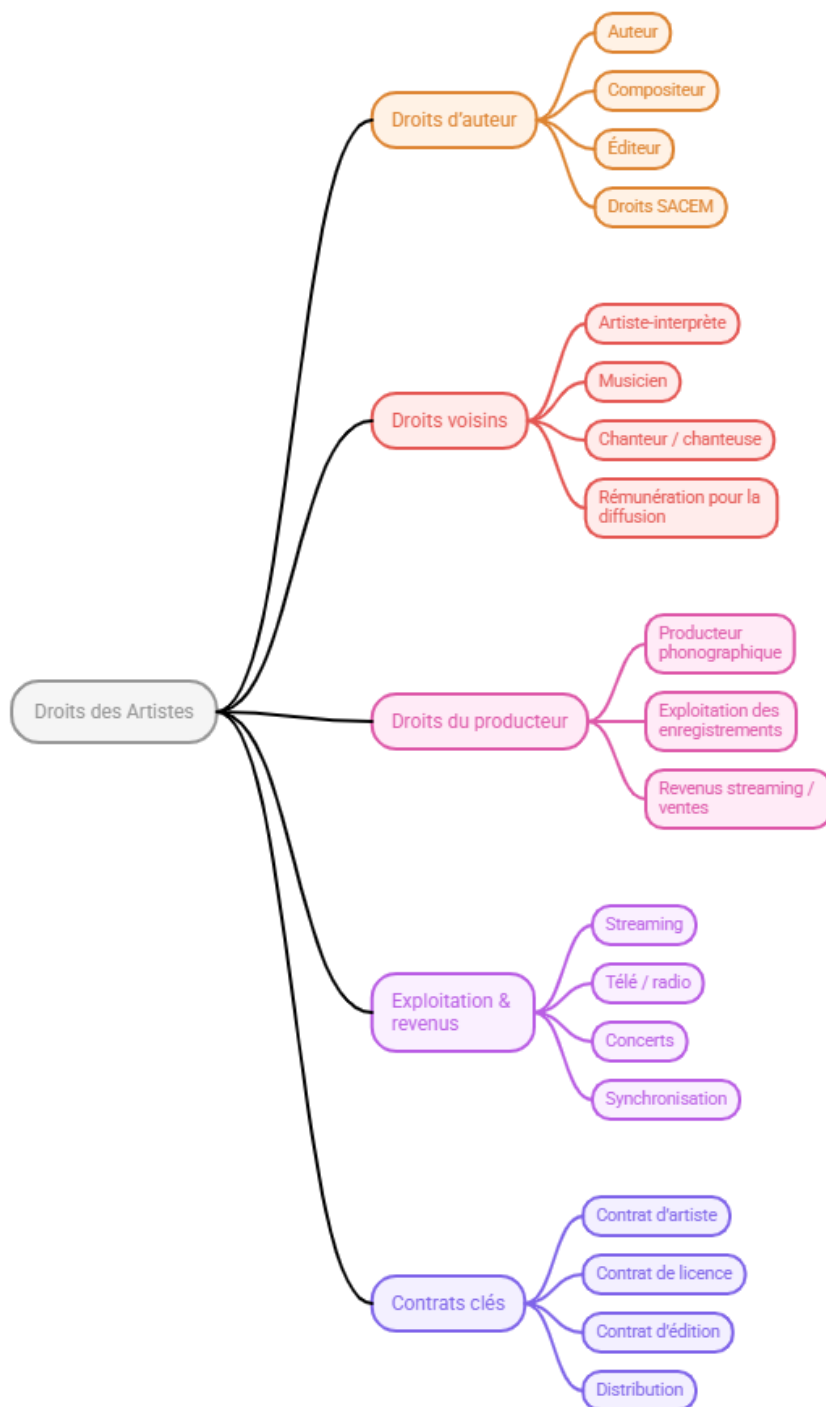 Droits des Artistes
Droits d'auteur
Auteur
Compositeur
Éditeur
Droits SACEM
Droits voisins
Artiste-interprète
Musicien
Chanteur / chanteuse
Rémunération pour la
diffusion
Droits du producteur
Producteur
phonographique
Exploitation des
enregistrements
Revenus streaming /
ventes
Exploitation &
revenus
Streaming
Télé / radio
Concerts
Synchronisation
Contrats clés
Contrat d'artiste
Contrat de licence
Contrat d'édition
Distribution